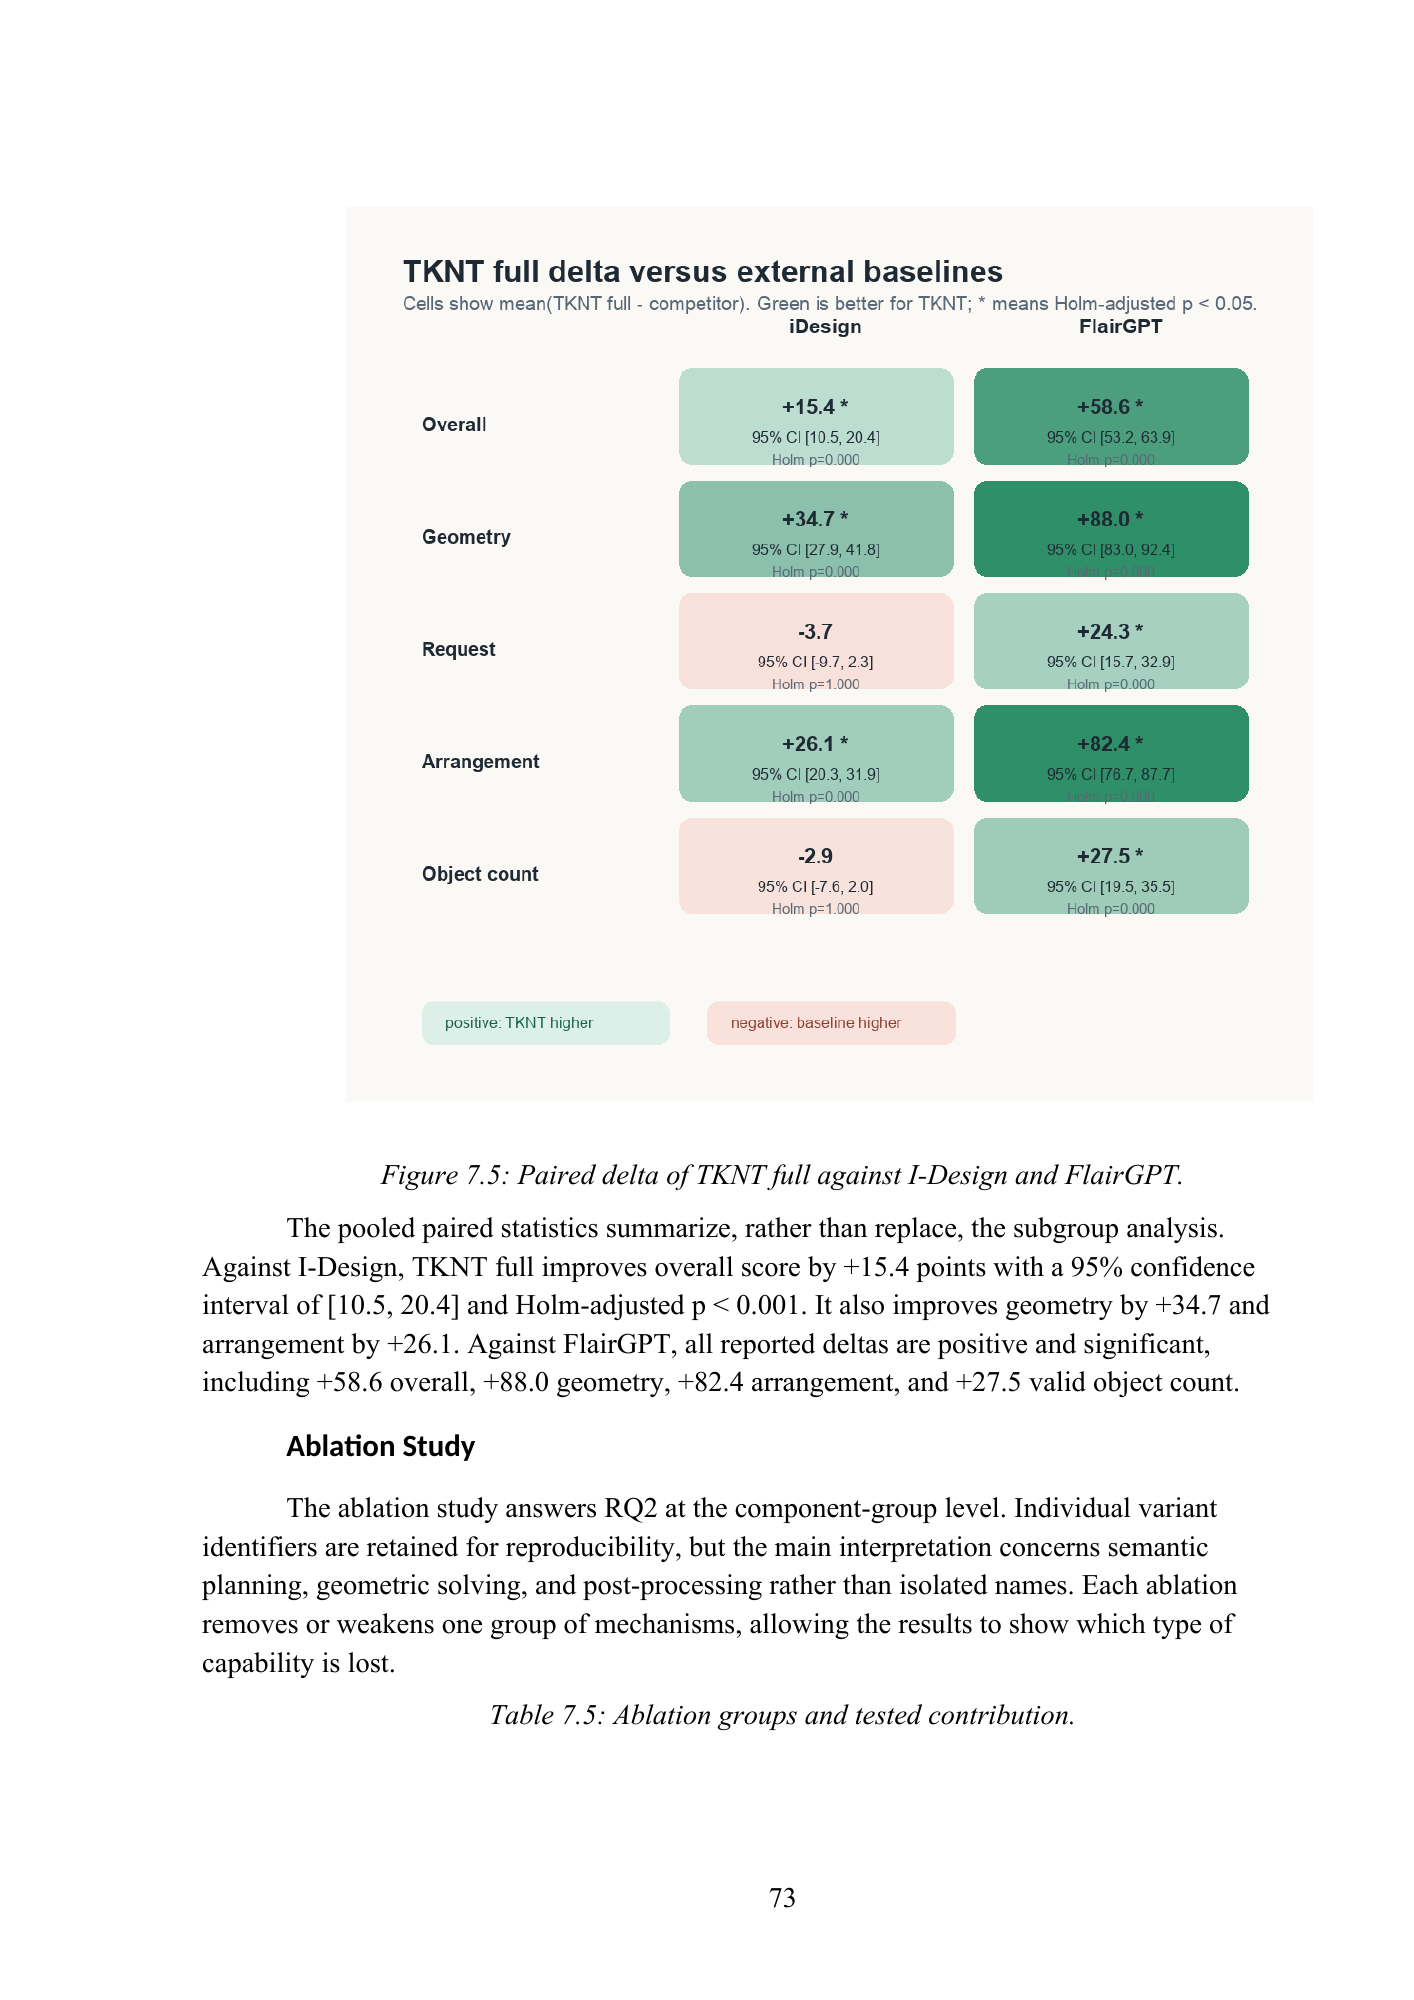 TKNT full delta versus external baselines
Cells show mean(TKNT full - competitor). Green is better for TKNT; * means Holm-adjusted p < 0.05.
iDesign FlairGPT
Overall
+15.4 *
95% CI [10.5, 20.4]
Holm p=0.000
+58.6 *
95% CI [53.2, 63.9]
Holm p=0.000
Geometry
+34.7 *
95% CI [27.9, 41.8]
Holm p=0.000
+88.0 *
95% CI [83.0, 92.4]
Holm p=0.000
Request
-3.7
95% CI [-9.7, 2.3]
Holm p=1.000
+24.3 *
95% CI [15.7, 32.9]
Holm p=0.000
Arrangement
+26.1 *
95% CI [20.3, 31.9]
Holm p=0.000
+82.4 *
95% CI [76.7, 87.7]
Holm p=0.000
Object count
-2.9
95% CI [-7.6, 2.0]
Holm p=1.000
+27.5 *
95% CI [19.5, 35.5]
Holm p=0.000
positive: TKNT higher
negative: baseline higher
Figure 7.5: Paired delta of TKNT full against I-Design and FlairGPT.
The pooled paired statistics summarize, rather than replace, the subgroup analysis.
Against I-Design, TKNT full improves overall score by +15.4 points with a 95% confidence
interval of [10.5, 20.4] and Holm-adjusted p < 0.001. It also improves geometry by +34.7 and
arrangement by +26.1. Against FlairGPT, all reported deltas are positive and significant,
including +58.6 overall, +88.0 geometry, +82.4 arrangement, and +27.5 valid object count.
Ablation Study
The ablation study answers RQ2 at the component-group level. Individual variant
identifiers are retained for reproducibility, but the main interpretation concerns semantic
planning, geometric solving, and post-processing rather than isolated names. Each ablation
removes or weakens one group of mechanisms, allowing the results to show which type of
capability is lost.
Table 7.5: Ablation groups and tested contribution.
73